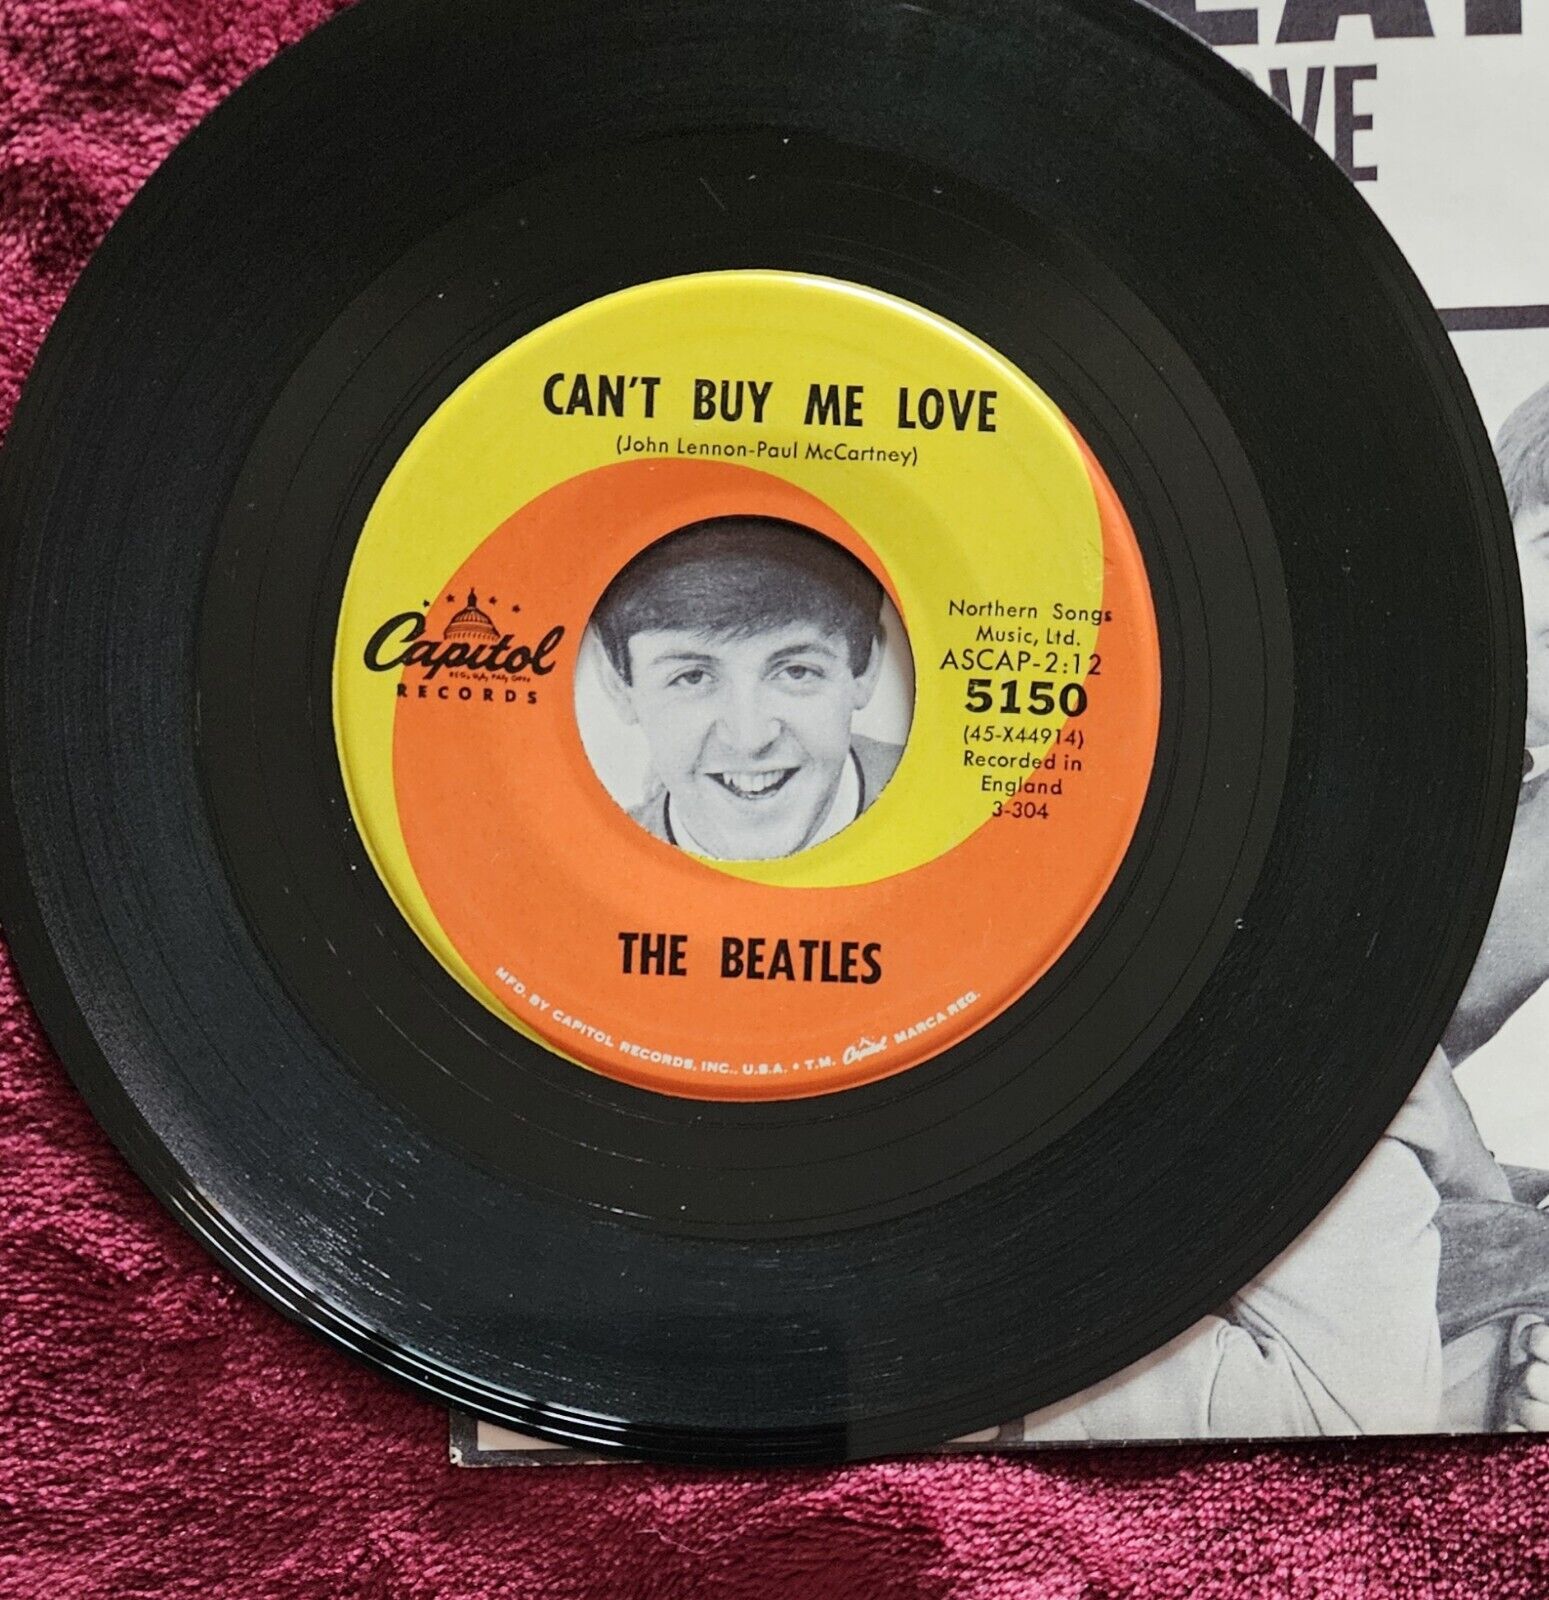 CAN'T BUY ME LOVE
(John Lennon-Paul McCartney)
Capitol
RECORDS
Northern Songs
Music, Ltd.
ASCAP-2:12
5150
(45-X44914)
Recorded in
England
3-304
THE BEATLES
MFD. BY CAPITOL RECORDS, INC., U.S.A. • T.M. Capitol MARCA REG.